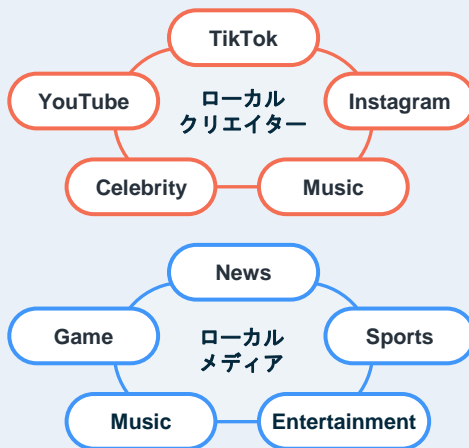 TikTok
YouTube
ローカル
クリエイター
Instagram
Celebrity
Music
News
Game
ローカル
メディア
Sports
Music
Entertainment